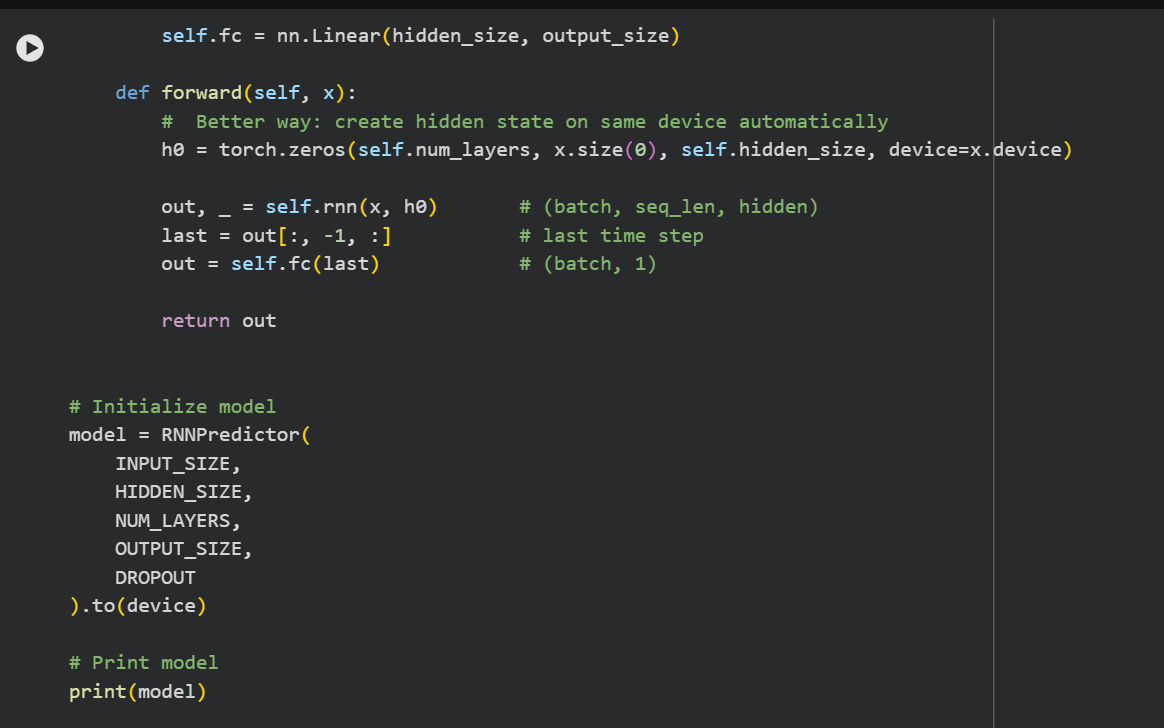 self.fc = nn.Linear(hidden_size, output_size)

    def forward(self, x):
        #  Better way: create hidden state on same device automatically
        h0 = torch.zeros(self.num_layers, x.size(0), self.hidden_size, device=x.device)

        out, _ = self.rnn(x, h0)       # (batch, seq_len, hidden)
        last = out[:, -1, :]           # last time step
        out = self.fc(last)            # (batch, 1)

        return out


# Initialize model
model = RNNPredictor(
    INPUT_SIZE,
    HIDDEN_SIZE,
    NUM_LAYERS,
    OUTPUT_SIZE,
    DROPOUT
).to(device)

# Print model
print(model)